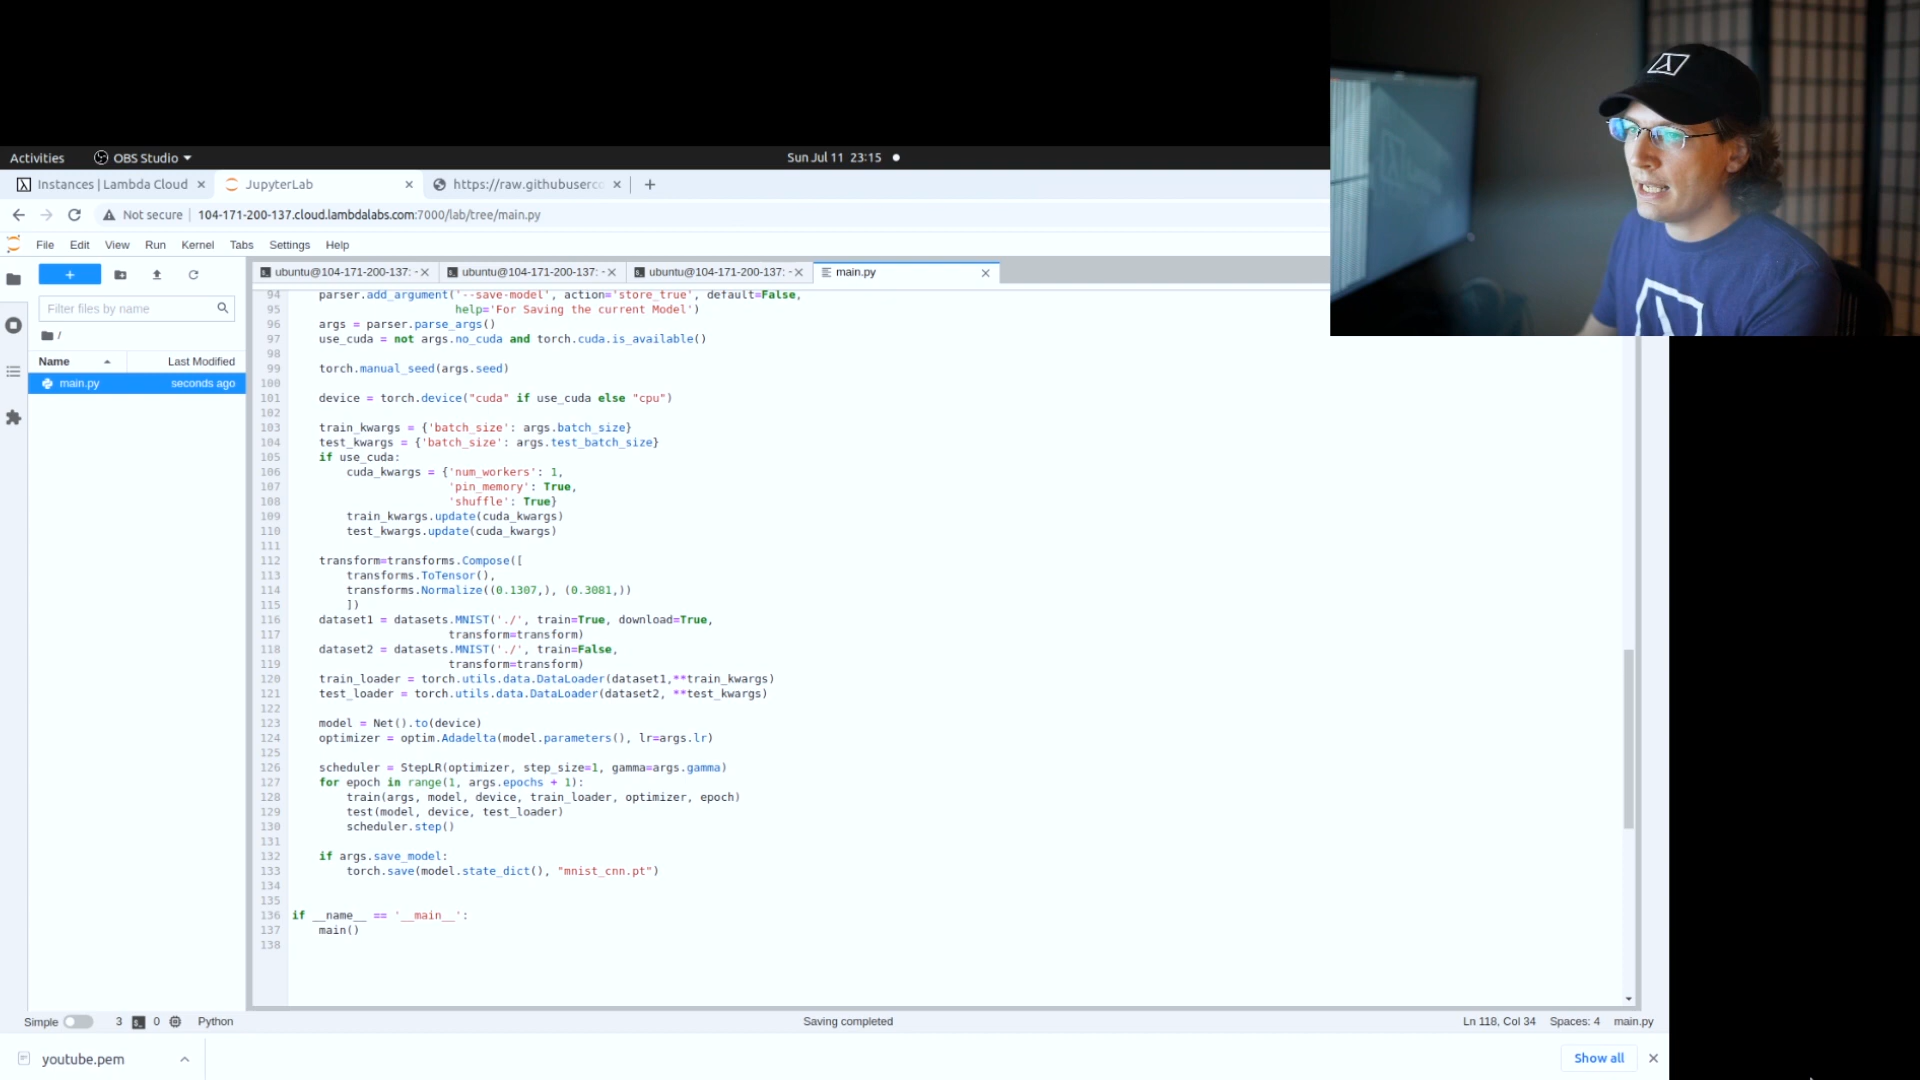 Activities
OBS Studio
Sun Jul 11 23:15
Instances | Lambda Cloud
JupyterLab
https://raw.githubuserco
Not secure
104-171-200-137.cloud.lambdalabs.com:7000/lab/tree/main.py
File Edit View Run Kernel Tabs Settings Help
ubuntu@104-171-200-137: -
ubuntu@104-171-200-137: -
ubuntu@104-171-200-137: -
main.py
Filter files by name
/
Name Last Modified
main.py seconds ago
94 parser.add_argument('--save-model', action='store_true', default=False,
95 help='For Saving the current Model')
96 args = parser.parse_args()
97 use_cuda = not args.no_cuda and torch.cuda.is_available()
98
99 torch.manual_seed(args.seed)
100
101 device = torch.device("cuda" if use_cuda else "cpu")
102
103 train_kwargs = {'batch_size': args.batch_size}
104 test_kwargs = {'batch_size': args.test_batch_size}
105 if use_cuda:
106 cuda_kwargs = {'num_workers': 1,
107 'pin_memory': True,
108 'shuffle': True}
109 train_kwargs.update(cuda_kwargs)
110 test_kwargs.update(cuda_kwargs)
111
112 transform=transforms.Compose([
113 transforms.ToTensor(),
114 transforms.Normalize((0.1307,), (0.3081,))
115 ])
116 dataset1 = datasets.MNIST('./', train=True, download=True,
117 transform=transform)
118 dataset2 = datasets.MNIST('./', train=False,
119 transform=transform)
120 train_loader = torch.utils.data.DataLoader(dataset1,**train_kwargs)
121 test_loader = torch.utils.data.DataLoader(dataset2, **test_kwargs)
122
123 model = Net().to(device)
124 optimizer = optim.Adadelta(model.parameters(), lr=args.lr)
125
126 scheduler = StepLR(optimizer, step_size=1, gamma=args.gamma)
127 for epoch in range(1, args.epochs + 1):
128 train(args, model, device, train_loader, optimizer, epoch)
129 test(model, device, test_loader)
130 scheduler.step()
131
132 if args.save_model:
133 torch.save(model.state_dict(), "mnist_cnn.pt")
134
135
136 if __name__ == '__main__':
137 main()
138
Simple 3 0 Python
Saving completed
Ln 118, Col 34 Spaces: 4 main.py
youtube.pem
Show all